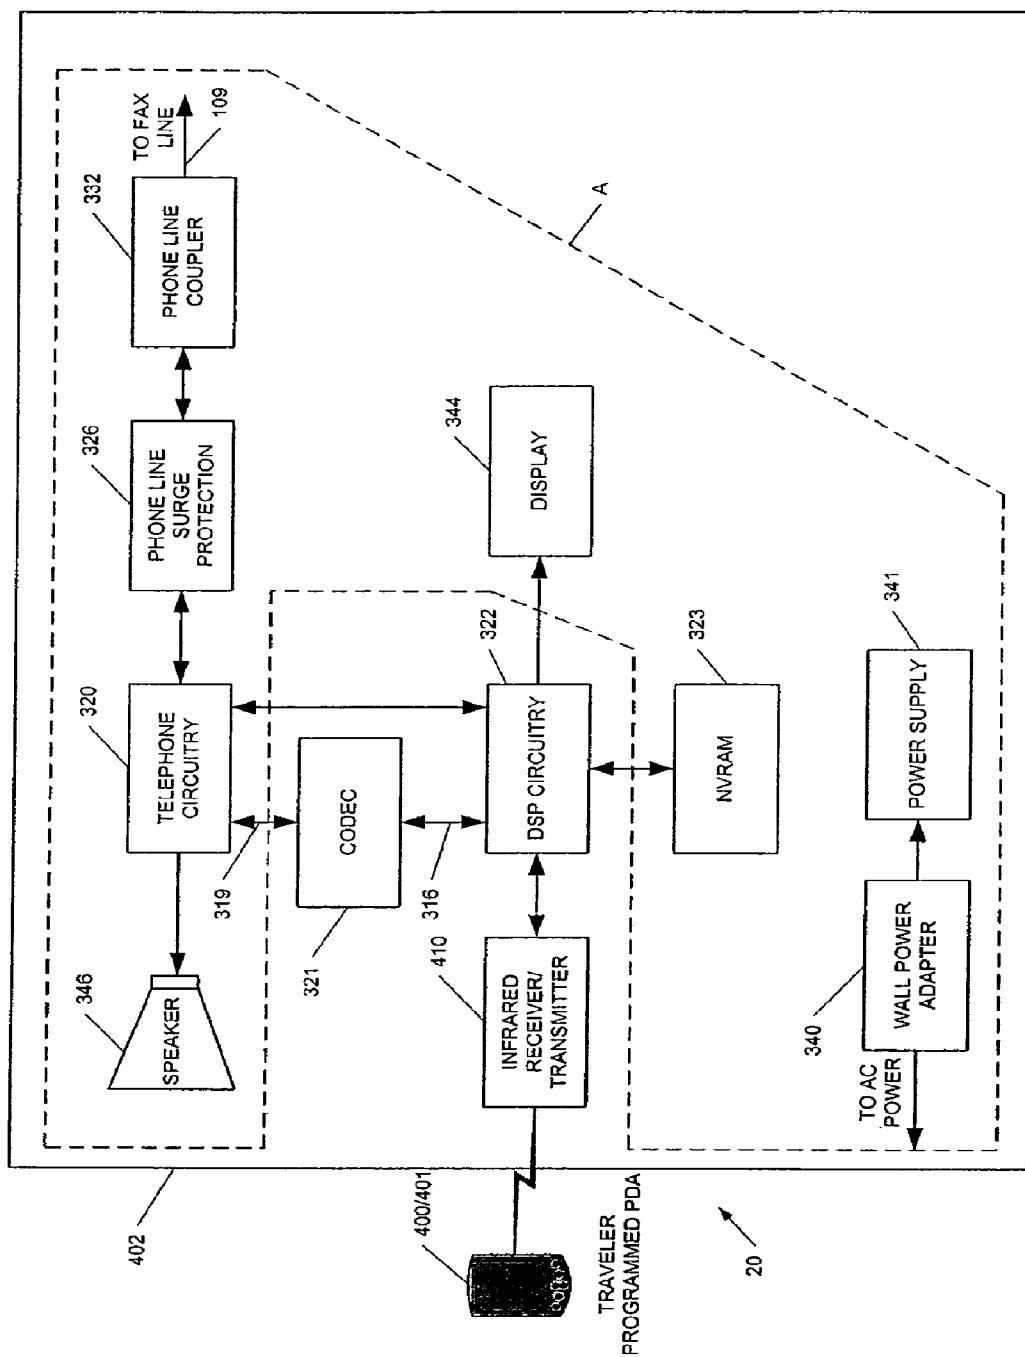 TO FAX
LINE
109
332
PHONE LINE
COUPLER
A
326
PHONE LINE
SURGE
PROTECTION
344
DISPLAY
320
TELEPHONE
CIRCUITRY
322
DSP CIRCUITRY
323
NVRAM
341
POWER SUPPLY
319
CODEC
321
316
410
INFRARED
RECEIVER/
TRANSMITTER
346
SPEAKER
340
WALL POWER
ADAPTER
TO AC
POWER
402
400/401
TRAVELER
PROGRAMMED PDA
20